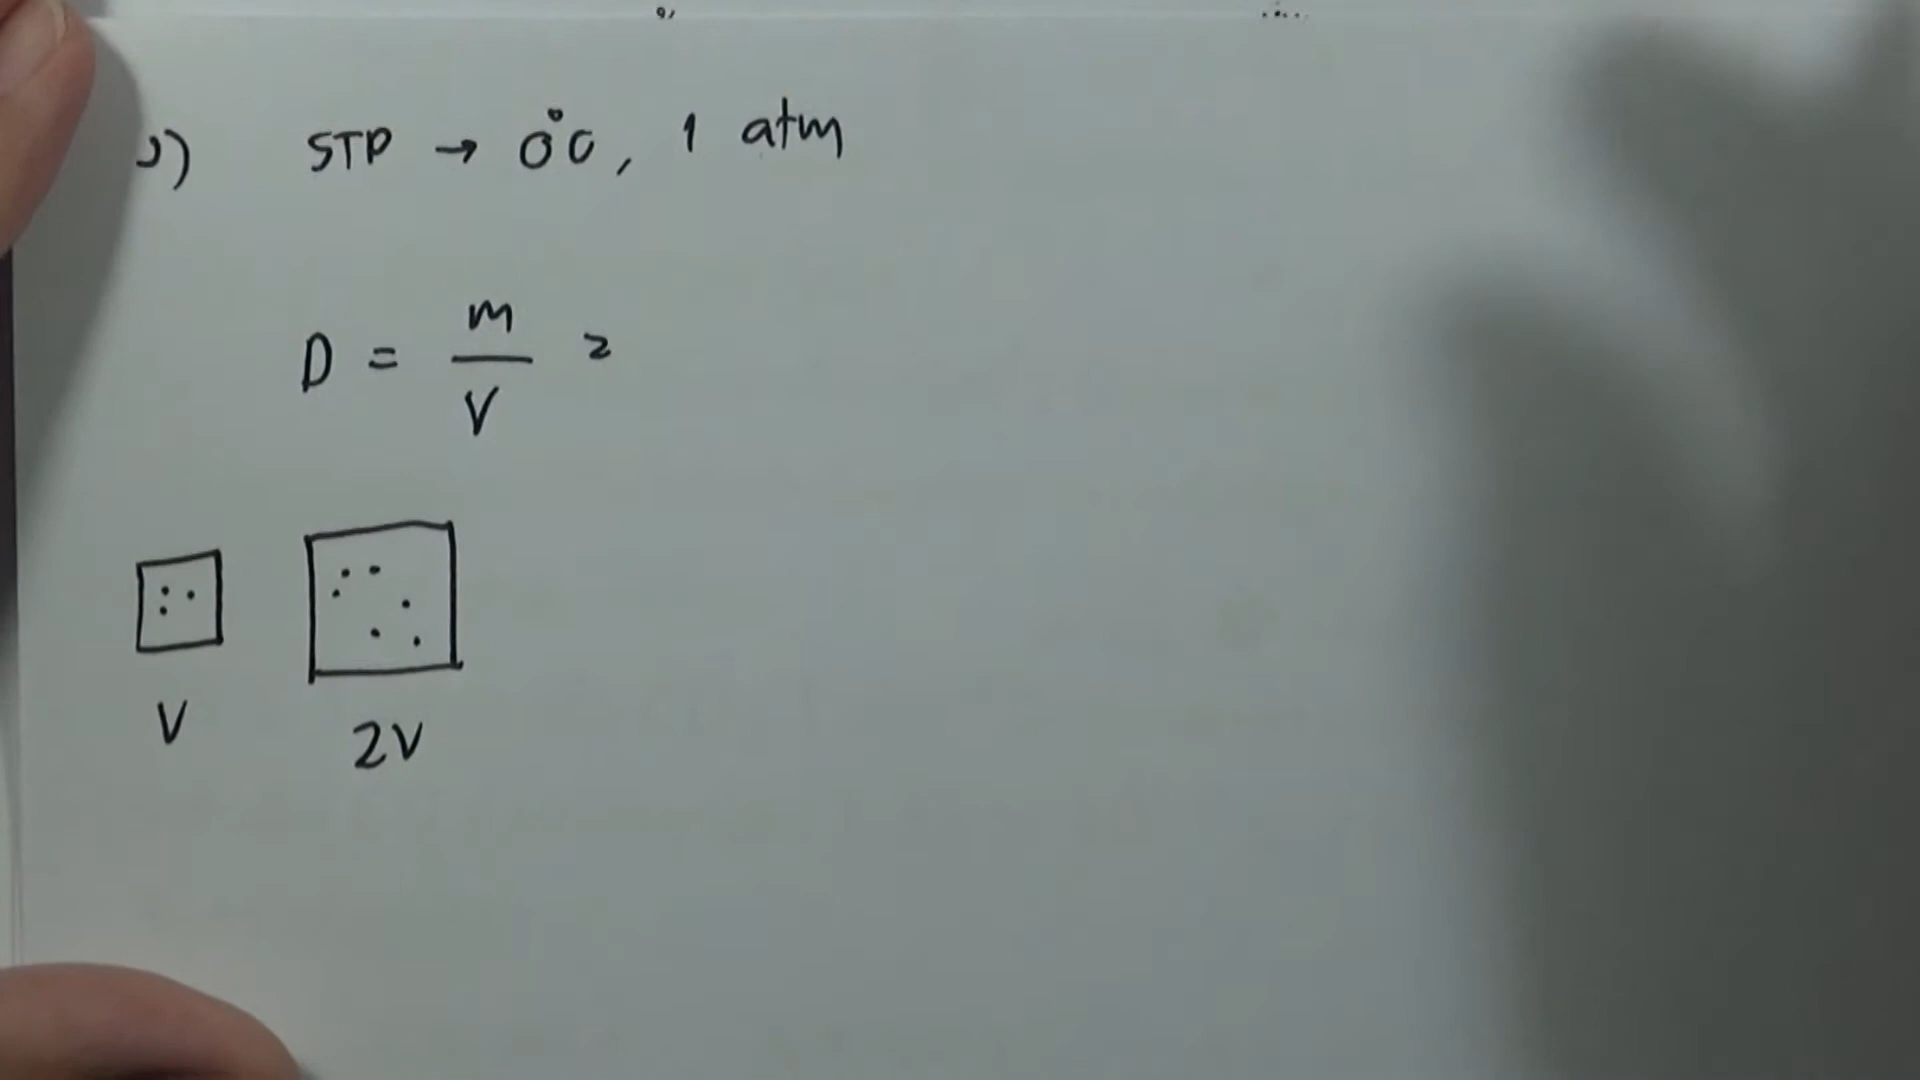 STP → 0°C, 1 atm
D = m/V =
V
2V